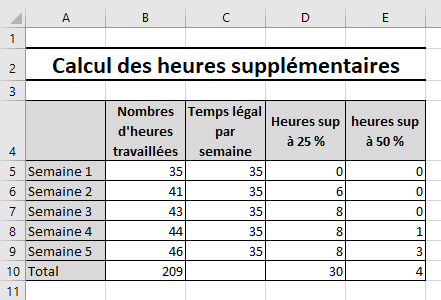 A B C D E
1
2 Calcul des heures supplémentaires
3
4 Nombres d'heures travaillées Temps légal par semaine Heures sup à 25 % heures sup à 50 %
5 Semaine 1 35 35 0 0
6 Semaine 2 41 35 6 0
7 Semaine 3 43 35 8 0
8 Semaine 4 44 35 8 1
9 Semaine 5 46 35 8 3
10 Total 209 30 4
11